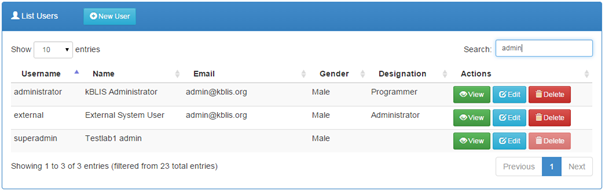 List Users New User
Show 10 entries Search: admin
Username Name Email Gender Designation Actions
administrator kBLIS Administrator admin@kblis.org Male Programmer View Edit Delete
external External System User admin@kblis.org Male Administrator View Edit Delete
superadmin Testlab1 admin Male View Edit Delete
Showing 1 to 3 of 3 entries (filtered from 23 total entries) Previous 1 Next